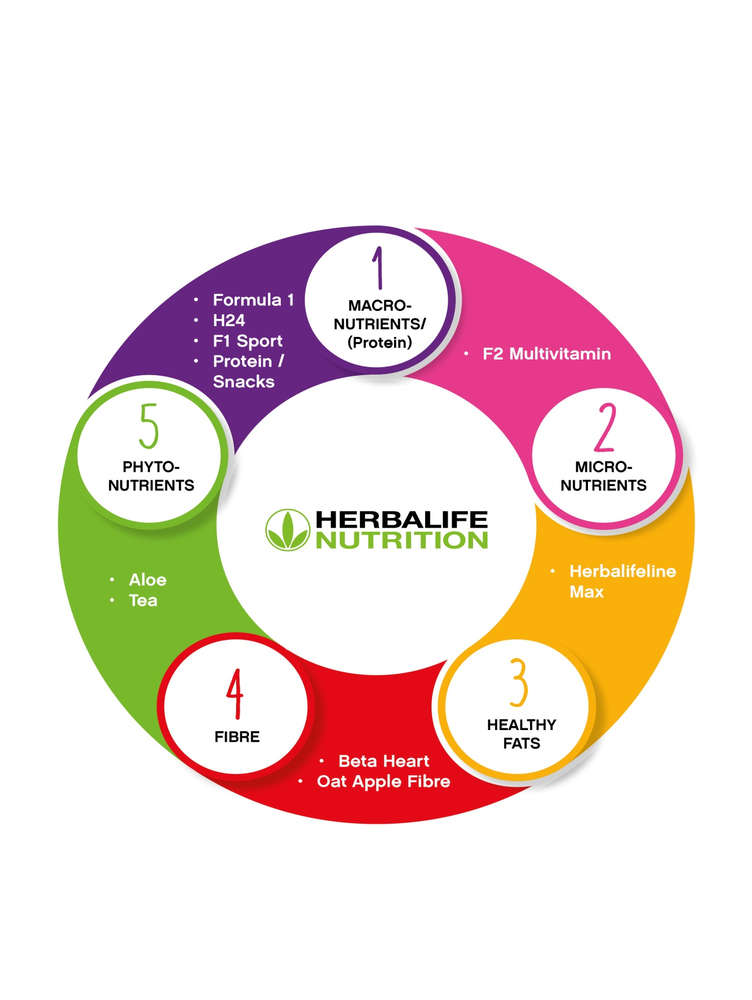 1
MACRO-
NUTRIENTS/
(Protein)
• Formula 1
• H24
• F1 Sport
• Protein /
Snacks
• F2 Multivitamin
2
MICRO-
NUTRIENTS
• Herbalifeline
Max
3
HEALTHY
FATS
• Beta Heart
• Oat Apple Fibre
4
FIBRE
• Aloe
• Tea
5
PHYTO-
NUTRIENTS
HERBALIFE
NUTRITION